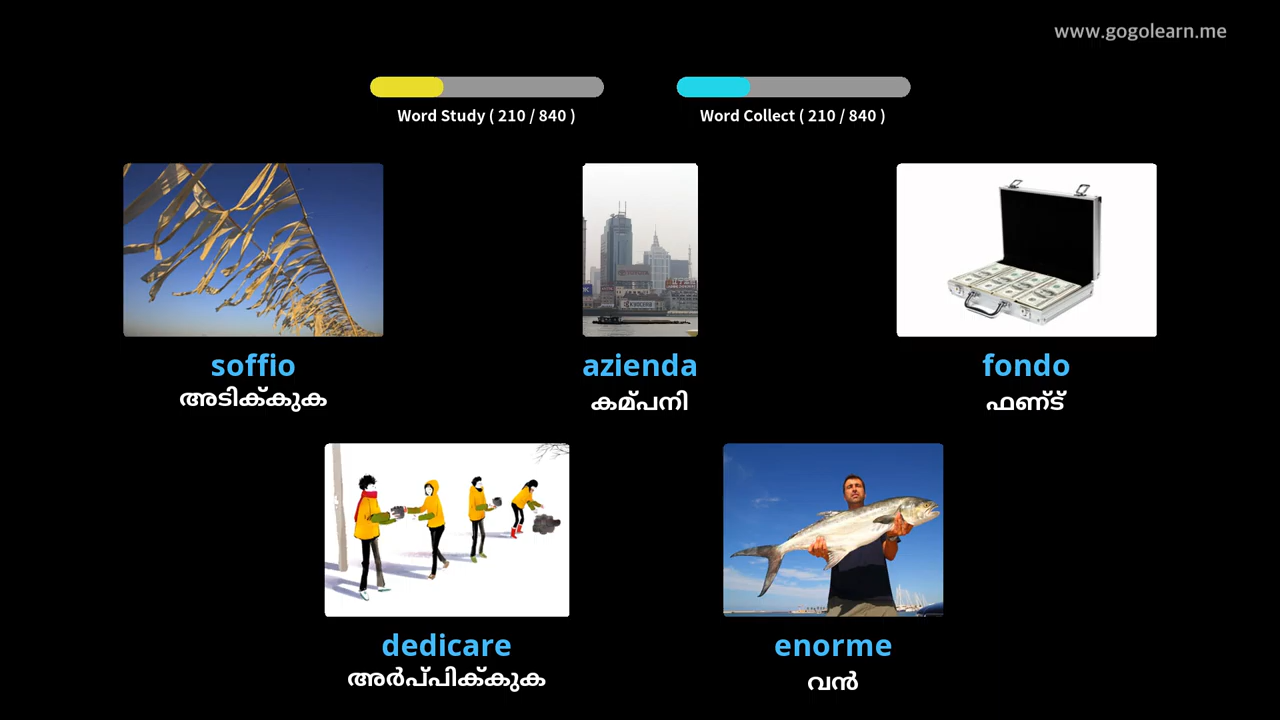 www.gogolearn.me
Word Study ( 210 / 840 )
Word Collect ( 210 / 840 )
soffio
azienda
fondo
അടിക്കുക
കമ്പനി
ഫണ്ട്
dedicare
enorme
അർപ്പിക്കുക
വൻ